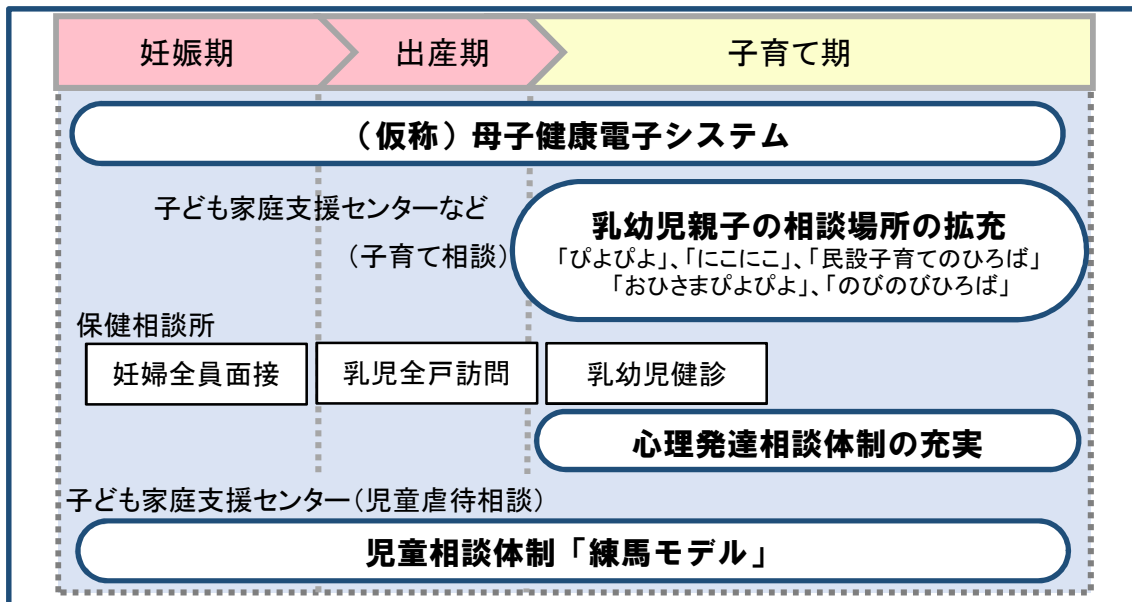 妊娠期
出産期
子育て期
（仮称）母子健康電子システム
子ども家庭支援センターなど
（子育て相談）
乳幼児親子の相談場所の拡充
「ぴよぴよ」、「にこにこ」、「民設子育てのひろば」
「おひさまぴよぴよ」、「のびのびひろば」
保健相談所
妊婦全員面接
乳児全戸訪問
乳幼児健診
心理発達相談体制の充実
子ども家庭支援センター（児童虐待相談）
児童相談体制「練馬モデル」